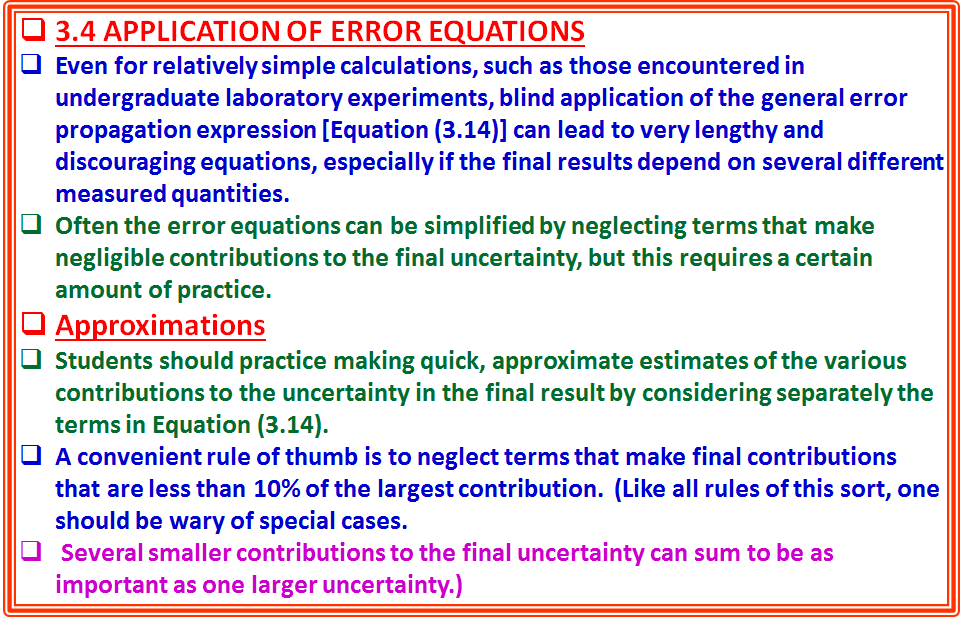 ❑ 3.4 APPLICATION OF ERROR EQUATIONS
❑ Even for relatively simple calculations, such as those encountered in
undergraduate laboratory experiments, blind application of the general error
propagation expression [Equation (3.14)] can lead to very lengthy and
discouraging equations, especially if the final results depend on several different
measured quantities.
❑ Often the error equations can be simplified by neglecting terms that make
negligible contributions to the final uncertainty, but this requires a certain
amount of practice.
❑ Approximations
❑ Students should practice making quick, approximate estimates of the various
contributions to the uncertainty in the final result by considering separately the
terms in Equation (3.14).
❑ A convenient rule of thumb is to neglect terms that make final contributions
that are less than 10% of the largest contribution. (Like all rules of this sort, one
should be wary of special cases.
❑ Several smaller contributions to the final uncertainty can sum to be as
important as one larger uncertainty.)